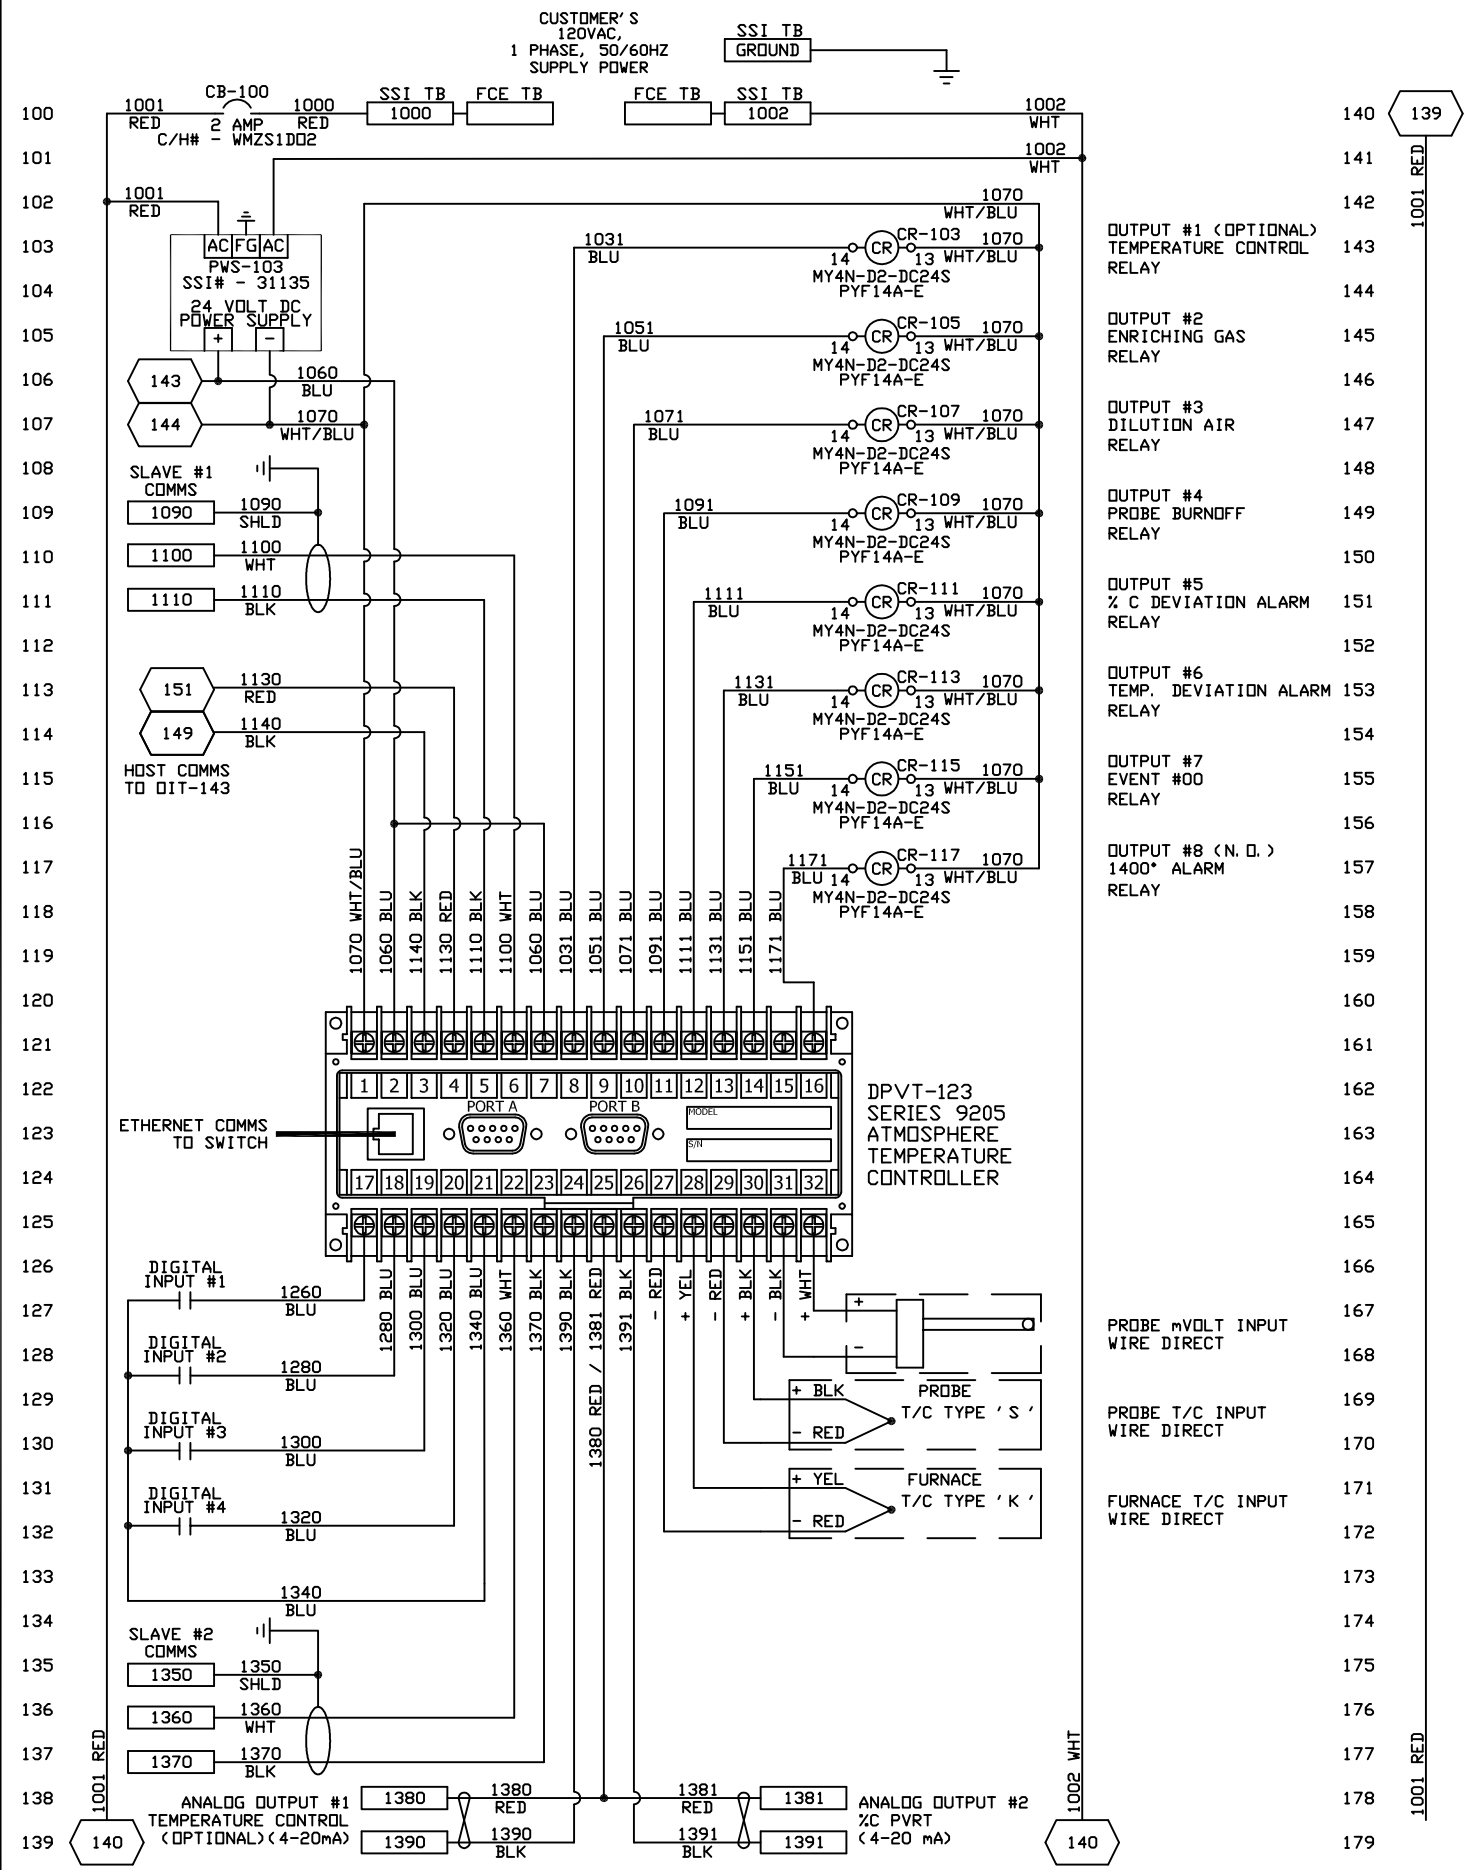 CUSTOMER'S
120VAC,
1 PHASE, 50/60HZ
SUPPLY POWER
SSI TB
GROUND
100
1001
RED
CB-100
2 AMP
C/H# - WMZS1D02
1000
RED
SSI TB
1000
FCE TB
FCE TB
SSI TB
1002
1002
WHT
140
139
101
1002
WHT
141
1001 RED
102
1001
RED
1070
WHT/BLU
142
103
AC FG AC
PWS-103
SSI# - 31135
24 VOLT DC
POWER SUPPLY
+ -
1031
BLU
14 CR 13
CR-103
1070
WHT/BLU
MY4N-D2-DC24S
PYF14A-E
OUTPUT #1 (OPTIONAL)
TEMPERATURE CONTROL
RELAY
143
104
144
105
1051
BLU
14 CR 13
CR-105
1070
WHT/BLU
MY4N-D2-DC24S
PYF14A-E
OUTPUT #2
ENRICHING GAS
RELAY
145
106
143
1060
BLU
146
107
144
1070
WHT/BLU
1071
BLU
14 CR 13
CR-107
1070
WHT/BLU
MY4N-D2-DC24S
PYF14A-E
OUTPUT #3
DILUTION AIR
RELAY
147
108
SLAVE #1
COMMS
148
109
1090
1090
SHLD
1091
BLU
14 CR 13
CR-109
1070
WHT/BLU
MY4N-D2-DC24S
PYF14A-E
OUTPUT #4
PROBE BURNOFF
RELAY
149
110
1100
1100
WHT
150
111
1110
1110
BLK
1111
BLU
14 CR 13
CR-111
1070
WHT/BLU
MY4N-D2-DC24S
PYF14A-E
OUTPUT #5
% C DEVIATION ALARM
RELAY
151
112
152
113
151
1130
RED
1131
BLU
14 CR 13
CR-113
1070
WHT/BLU
MY4N-D2-DC24S
PYF14A-E
OUTPUT #6
TEMP. DEVIATION ALARM
RELAY
153
114
149
1140
BLK
154
HOST COMMS
TO OIT-143
115
1151
BLU
14 CR 13
CR-115
1070
WHT/BLU
MY4N-D2-DC24S
PYF14A-E
OUTPUT #7
EVENT #00
RELAY
155
116
156
117
1171
BLU
14 CR 13
CR-117
1070
WHT/BLU
MY4N-D2-DC24S
PYF14A-E
OUTPUT #8 (N.O.)
1400° ALARM
RELAY
157
118
158
119
159
1070 WHT/BLU
1060 BLU
1140 BLK
1130 RED
1110 BLK
1100 WHT
1060 BLU
1031 BLU
1051 BLU
1071 BLU
1091 BLU
1111 BLU
1131 BLU
1151 BLU
1171 BLU
120
160
121
161
122
1 2 3 4 5 6 7 8 9 10 11 12 13 14 15 16
162
PORT A
PORT B
MODEL
S/N
DPVT-123
SERIES 9205
ATMOSPHERE
TEMPERATURE
CONTROLLER
123
ETHERNET COMMS
TO SWITCH
163
124
17 18 19 20 21 22 23 24 25 26 27 28 29 30 31 32
164
125
165
126
166
1280 BLU
1300 BLU
1320 BLU
1340 BLU
1360 WHT
1370 BLK
1390 BLK
1380 RED / 1381 RED
1391 BLK
- RED
+ YEL
- RED
+ BLK
- BLK
+ WHT
DIGITAL
INPUT #1
1260
BLU
127
+
-
PROBE mVOLT INPUT
WIRE DIRECT
167
128
DIGITAL
INPUT #2
1280
BLU
168
129
+ BLK
- RED
PROBE
T/C TYPE 'S'
PROBE T/C INPUT
WIRE DIRECT
169
130
DIGITAL
INPUT #3
1300
BLU
170
131
+ YEL
- RED
FURNACE
T/C TYPE 'K'
FURNACE T/C INPUT
WIRE DIRECT
171
132
DIGITAL
INPUT #4
1320
BLU
172
133
1340
BLU
173
134
174
SLAVE #2
COMMS
135
1350
1350
SHLD
175
136
1360
1360
WHT
176
137
1370
1370
BLK
177
1001 RED
1002 WHT
1001 RED
138
ANALOG OUTPUT #1
TEMPERATURE CONTROL
(OPTIONAL)(4-20mA)
1380
1380
RED
1381
RED
1381
ANALOG OUTPUT #2
%C PVRT
(4-20 mA)
178
139
140
1390
1390
BLK
1391
BLK
1391
140
179